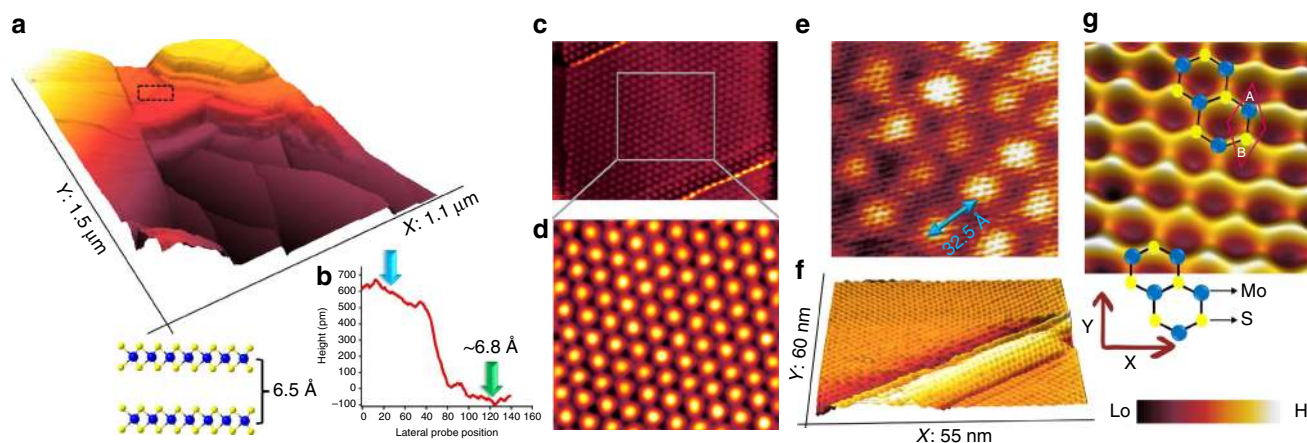 a
Y: 1.5 μm
X: 1.1 μm
6.5 Å
b
Height (pm)
700
600
500
400
300
200
100
0
−100
0 20 40 60 80 100 120 140 160
Lateral probe position
~6.8 Å
c
d
e
32.5 Å
f
Y: 60 nm
X: 55 nm
g
A
B
Mo
S
Y
X
Lo
H